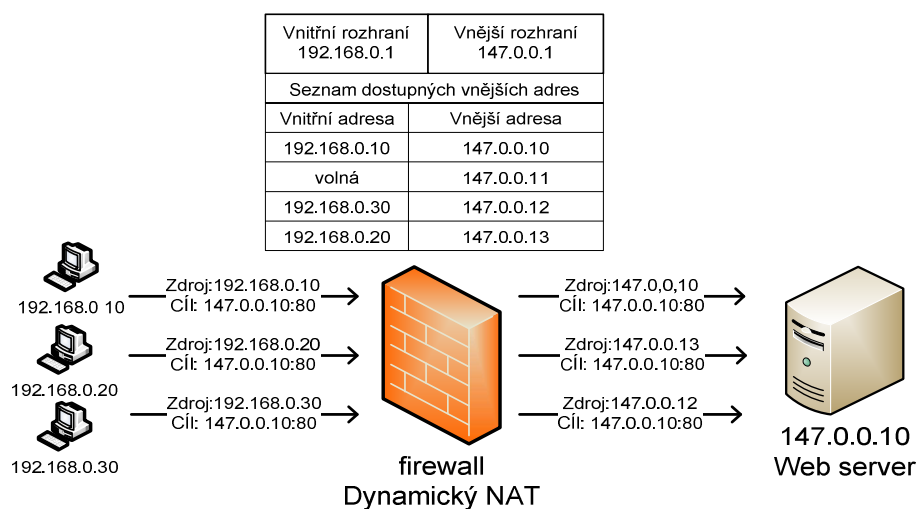 Vnitřní rozhraní
192.168.0.1
Vnější rozhraní
147.0.0.1
Seznam dostupných vnějších adres
Vnitřní adresa
Vnější adresa
192.168.0.10
147.0.0.10
volná
147.0.0.11
192.168.0.30
147.0.0.12
192.168.0.20
147.0.0.13
192.168.0 10
Zdroj:192.168.0.10
CÍl: 147.0.0.10:80
Zdroj:147.0,0,10
CÍl: 147.0.0.10:80
192.168.0.20
Zdroj:192.168.0.20
CÍl: 147.0.0.10:80
Zdroj:147.0.0.13
CÍl: 147.0.0.10:80
192.168.0.30
Zdroj:192.168.0.30
CÍl: 147.0.0.10:80
Zdroj:147.0.0.12
CÍl: 147.0.0.10:80
firewall
Dynamický NAT
147.0.0.10
Web server